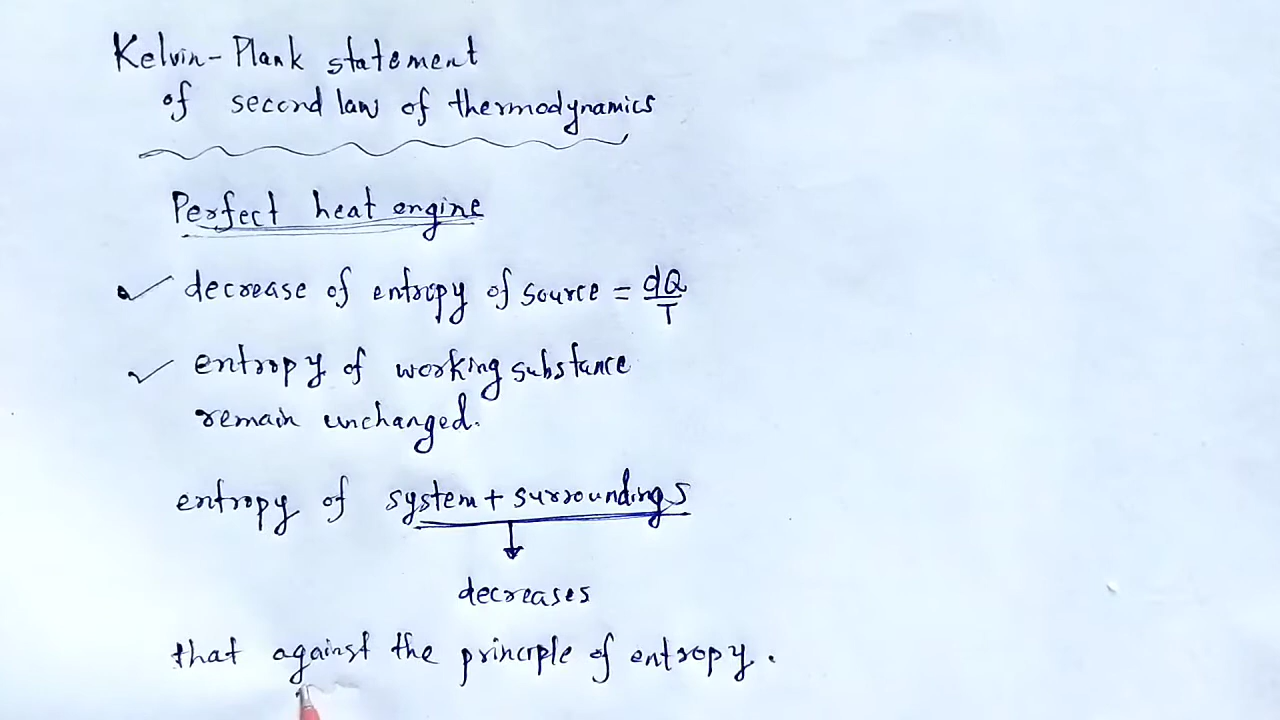 Kelvin-Plank statement
of second law of thermodynamics
Perfect heat engine
decrease of entropy of source = dQ/T
entropy of working substance
remain unchanged.
entropy of system + surroundings
decreases
that against the principle of entropy.